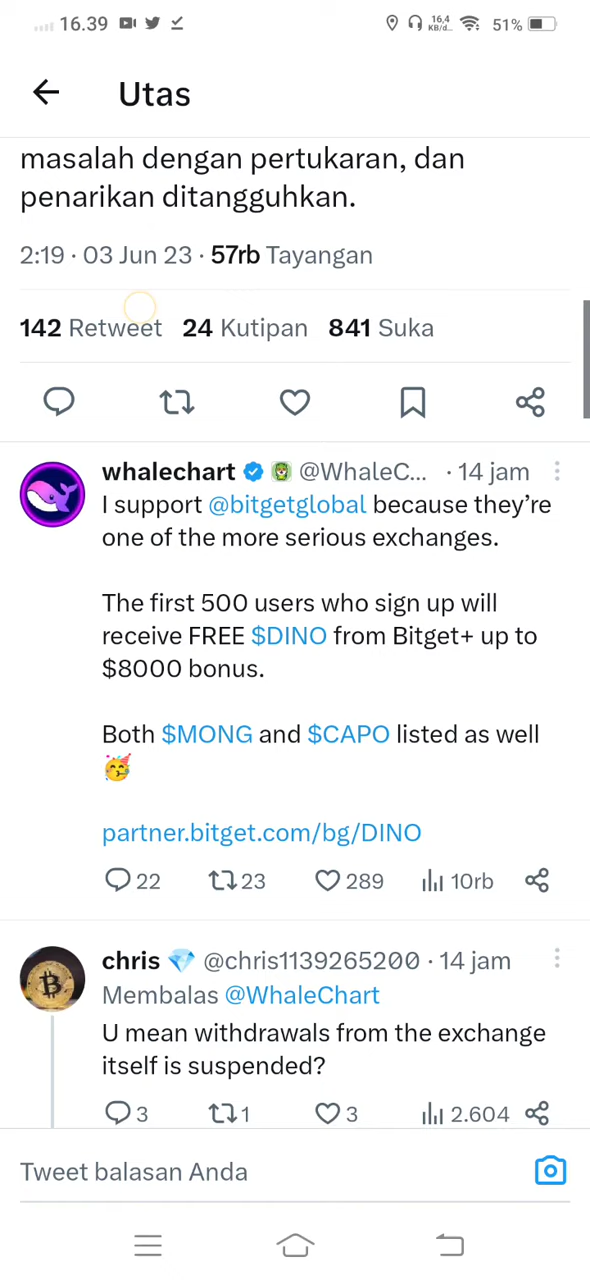 16.39 16,4 KB/d... 51%
Utas
masalah dengan pertukaran, dan
penarikan ditangguhkan.
2:19 · 03 Jun 23 · 57rb Tayangan
142 Retweet 24 Kutipan 841 Suka
whalechart @WhaleC... · 14 jam
I support @bitgetglobal because they're
one of the more serious exchanges.
The first 500 users who sign up will
receive FREE $DINO from Bitget+ up to
$8000 bonus.
Both $MONG and $CAPO listed as well
🥳
partner.bitget.com/bg/DINO
22 23 289 10rb
chris 💎 @chris1139265200 · 14 jam
Membalas @WhaleChart
U mean withdrawals from the exchange
itself is suspended?
3 1 3 2.604
Tweet balasan Anda